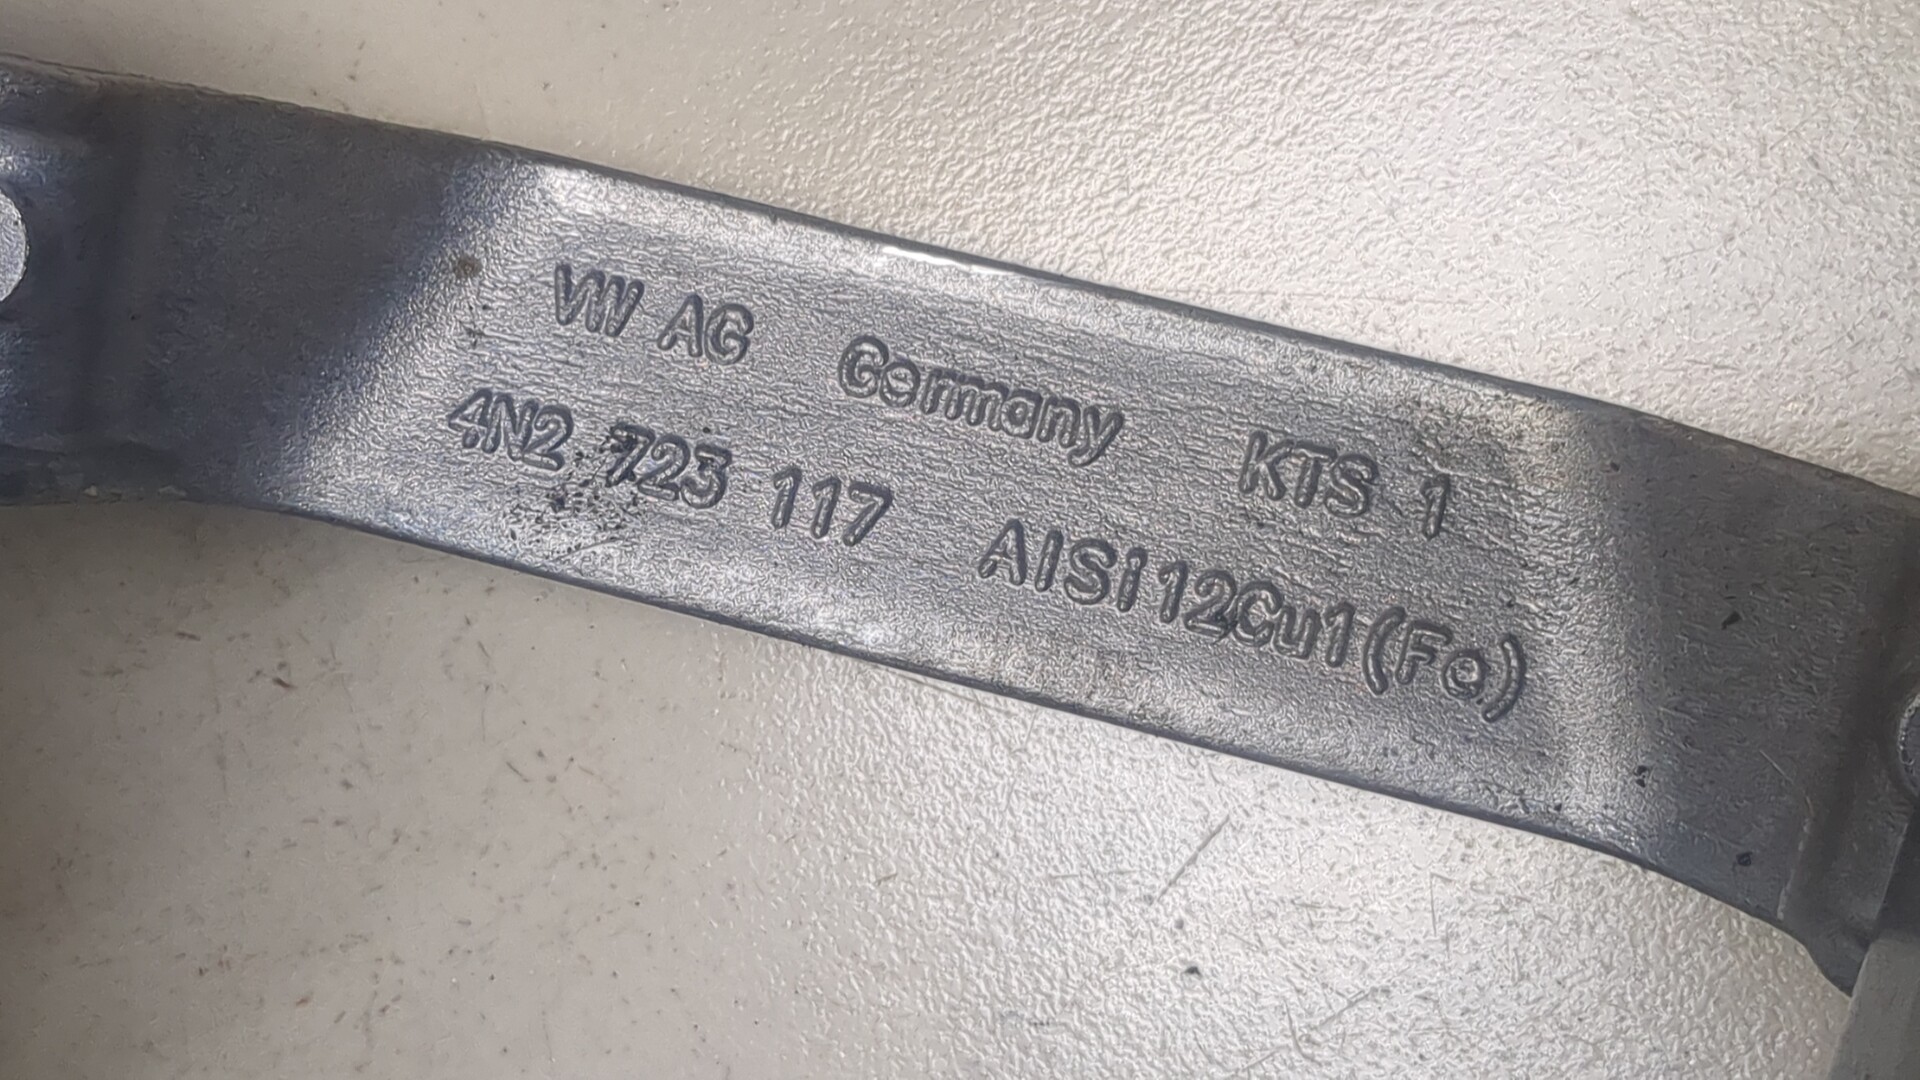 VW AG Germany KTS 1
4N2 723 117 AlSi12Cu1(Fe)